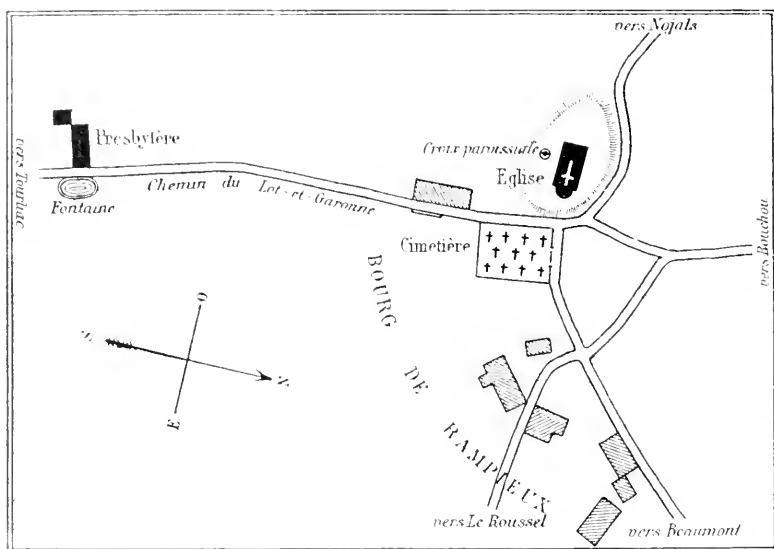 vers Nojals
Presbytère
Croix paroissiale
Eglise
vers Tourliac
Chemin du Lot-et-Garonne
Fontaine
Cimetière
vers Bouchou
BOURG DE RAMPIEUX
O
S
N
E
vers Le Roussel
vers Beaumont